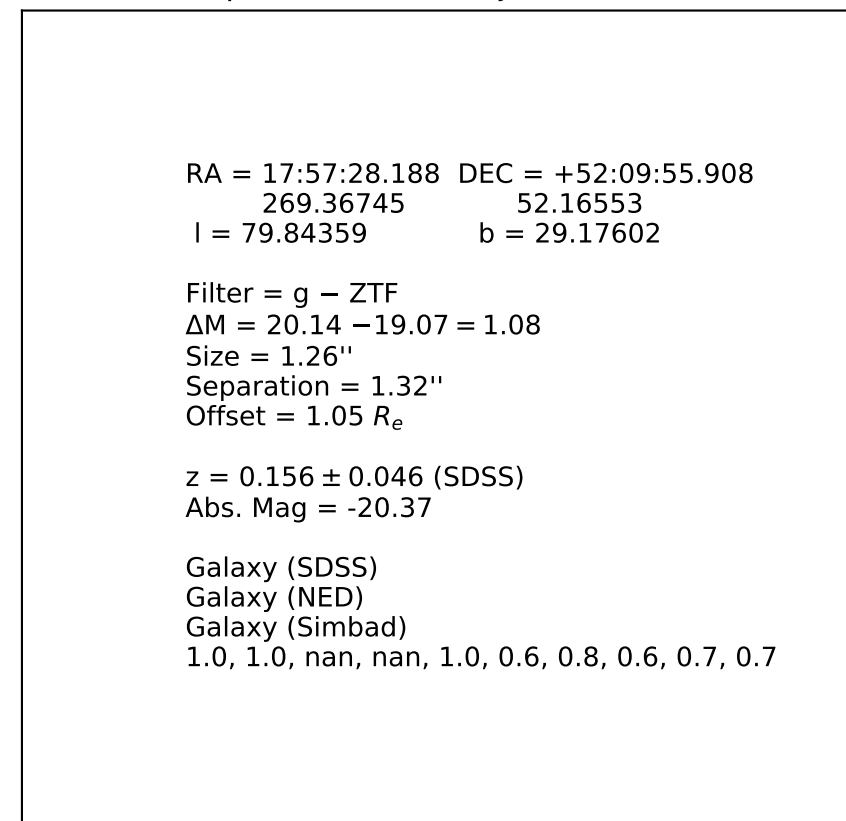 RA = 17:57:28.188 DEC = +52:09:55.908
269.36745 52.16553
l = 79.84359 b = 29.17602
Filter = g − ZTF
ΔM = 20.14 −19.07 = 1.08
Size = 1.26''
Separation = 1.32''
Offset = 1.05 Rₑ
z = 0.156 ± 0.046 (SDSS)
Abs. Mag = -20.37
Galaxy (SDSS)
Galaxy (NED)
Galaxy (Simbad)
1.0, 1.0, nan, nan, 1.0, 0.6, 0.8, 0.6, 0.7, 0.7